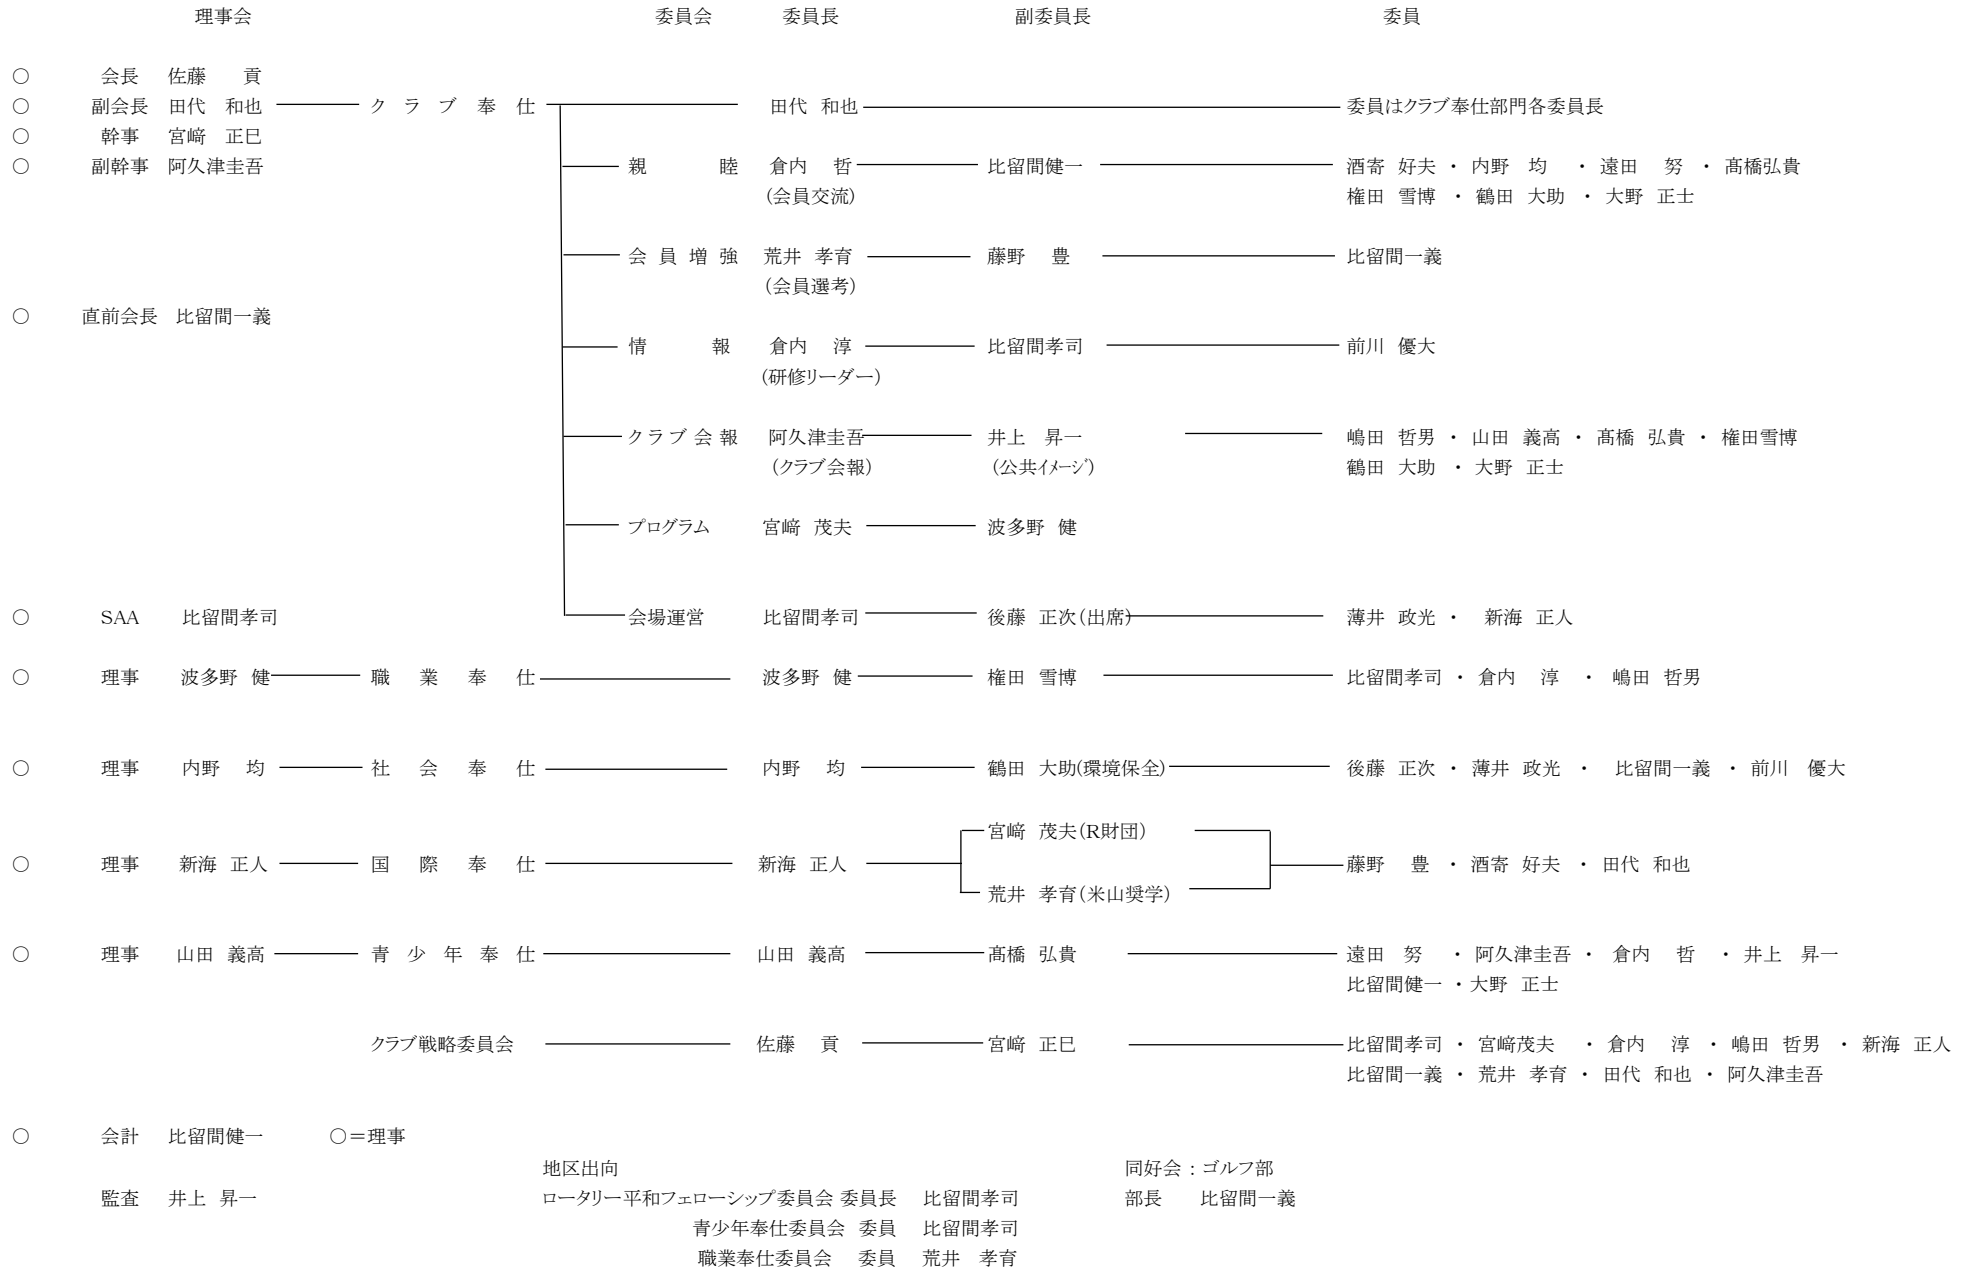 理事会 委員会 委員長 副委員長 委員
○ 会長 佐藤 貢
○ 副会長 田代 和也 クラブ奉仕 田代 和也 委員はクラブ奉仕部門各委員長
○ 幹事 宮﨑 正巳
○ 副幹事 阿久津圭吾 親睦 倉内 哲 比留間健一 酒寄 好夫 ・ 内野 均 ・ 遠田 努 ・ 髙橋弘貴
(会員交流) 権田 雪博 ・ 鶴田 大助 ・ 大野 正士
会員増強 荒井 孝育 藤野 豊 比留間一義
(会員選考)
○ 直前会長 比留間一義
情報 倉内 淳 比留間孝司 前川 優大
(研修リーダー)
クラブ会報 阿久津圭吾 井上 昇一 嶋田 哲男 ・ 山田 義高 ・ 髙橋 弘貴 ・ 権田雪博
(クラブ会報) (公共イメージ) 鶴田 大助 ・ 大野 正士
プログラム 宮﨑 茂夫 波多野 健
○ SAA 比留間孝司 会場運営 比留間孝司 後藤 正次(出席) 薄井 政光 ・ 新海 正人
○ 理事 波多野 健 職業奉仕 波多野 健 権田 雪博 比留間孝司 ・ 倉内 淳 ・ 嶋田 哲男
○ 理事 内野 均 社会奉仕 内野 均 鶴田 大助(環境保全) 後藤 正次 ・ 薄井 政光 ・ 比留間一義 ・ 前川 優大
宮﨑 茂夫(R財団)
○ 理事 新海 正人 国際奉仕 新海 正人 藤野 豊 ・ 酒寄 好夫 ・ 田代 和也
荒井 孝育(米山奨学)
○ 理事 山田 義高 青少年奉仕 山田 義高 髙橋 弘貴 遠田 努 ・ 阿久津圭吾 ・ 倉内 哲 ・ 井上 昇一
比留間健一 ・大野 正士
クラブ戦略委員会 佐藤 貢 宮﨑 正巳 比留間孝司 ・ 宮﨑茂夫 ・ 倉内 淳 ・ 嶋田 哲男 ・ 新海 正人
比留間一義 ・ 荒井 孝育 ・ 田代 和也 ・ 阿久津圭吾
○ 会計 比留間健一 ○＝理事
地区出向 同好会：ゴルフ部
監査 井上 昇一 ロータリー平和フェローシップ委員会 委員長 比留間孝司 部長 比留間一義
青少年奉仕委員会 委員 比留間孝司
職業奉仕委員会 委員 荒井 孝育